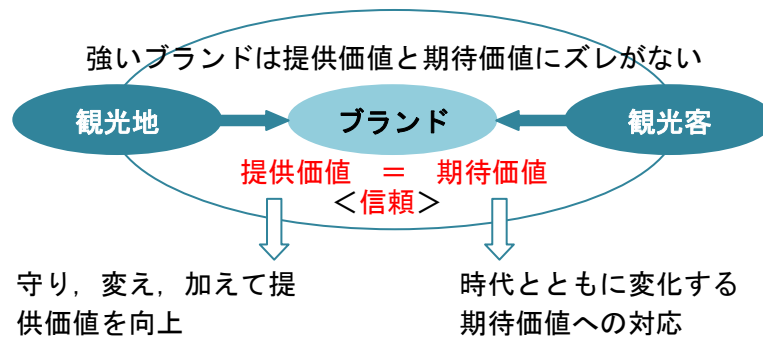 強いブランドは提供価値と期待価値にズレがない
観光地
ブランド
観光客
提供価値　＝　期待価値
＜信頼＞
守り，変え，加えて提
供価値を向上
時代とともに変化する
期待価値への対応